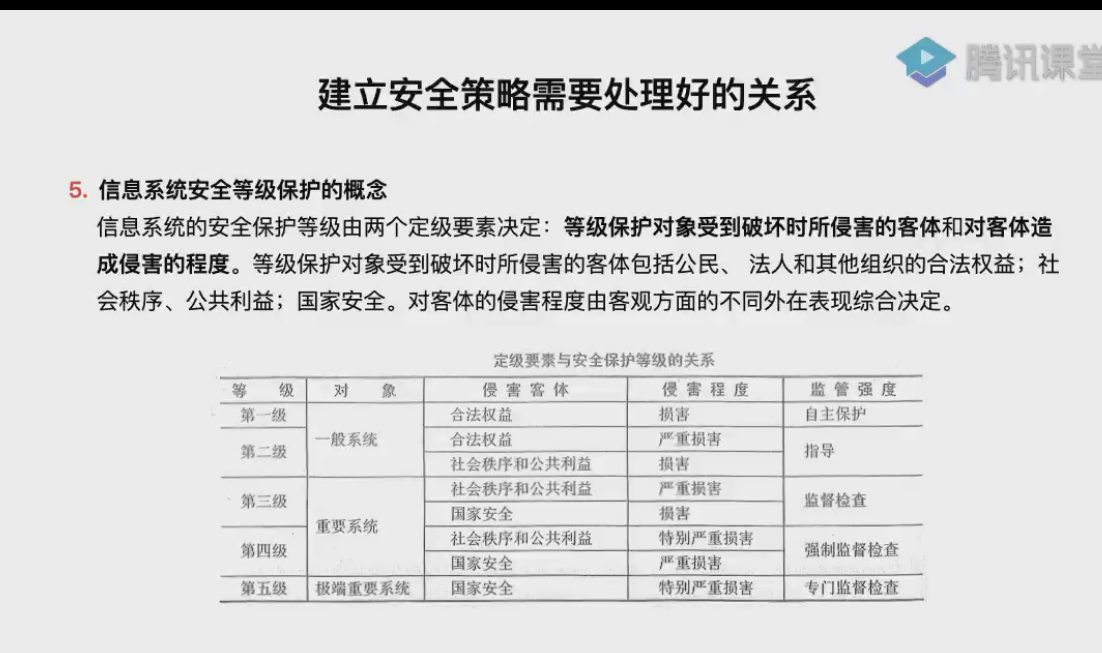 腾讯课堂
建立安全策略需要处理好的关系
5. 信息系统安全等级保护的概念
信息系统的安全保护等级由两个定级要素决定：等级保护对象受到破坏时所侵害的客体和对客体造
成侵害的程度。等级保护对象受到破坏时所侵害的客体包括公民、 法人和其他组织的合法权益；社
会秩序、公共利益；国家安全。对客体的侵害程度由客观方面的不同外在表现综合决定。
定级要素与安全保护等级的关系
等 级 对 象 侵 害 客 体 侵 害 程 度 监 管 强 度
第一级 一般系统 合法权益 损害 自主保护
第二级 合法权益 严重损害 指导
社会秩序和公共利益 损害
第三级 重要系统 社会秩序和公共利益 严重损害 监督检查
国家安全 损害
第四级 社会秩序和公共利益 特别严重损害 强制监督检查
国家安全 严重损害
第五级 极端重要系统 国家安全 特别严重损害 专门监督检查